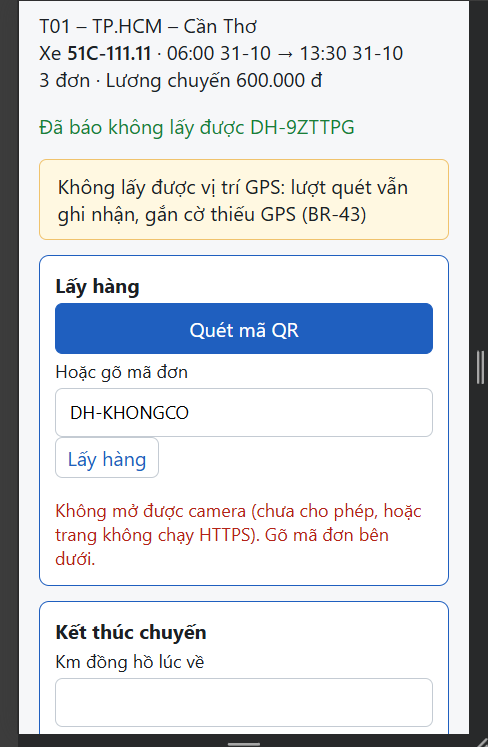 T01 – TP.HCM – Cần Thơ
Xe 51C-111.11 · 06:00 31-10 → 13:30 31-10
3 đơn · Lương chuyến 600.000 đ
Đã báo không lấy được DH-9ZTTPG
Không lấy được vị trí GPS: lượt quét vẫn
ghi nhận, gắn cờ thiếu GPS (BR-43)
Lấy hàng
Quét mã QR
Hoặc gõ mã đơn
DH-KHONGCO
Lấy hàng
Không mở được camera (chưa cho phép, hoặc
trang không chạy HTTPS). Gõ mã đơn bên
dưới.
Kết thúc chuyến
Km đồng hồ lúc về